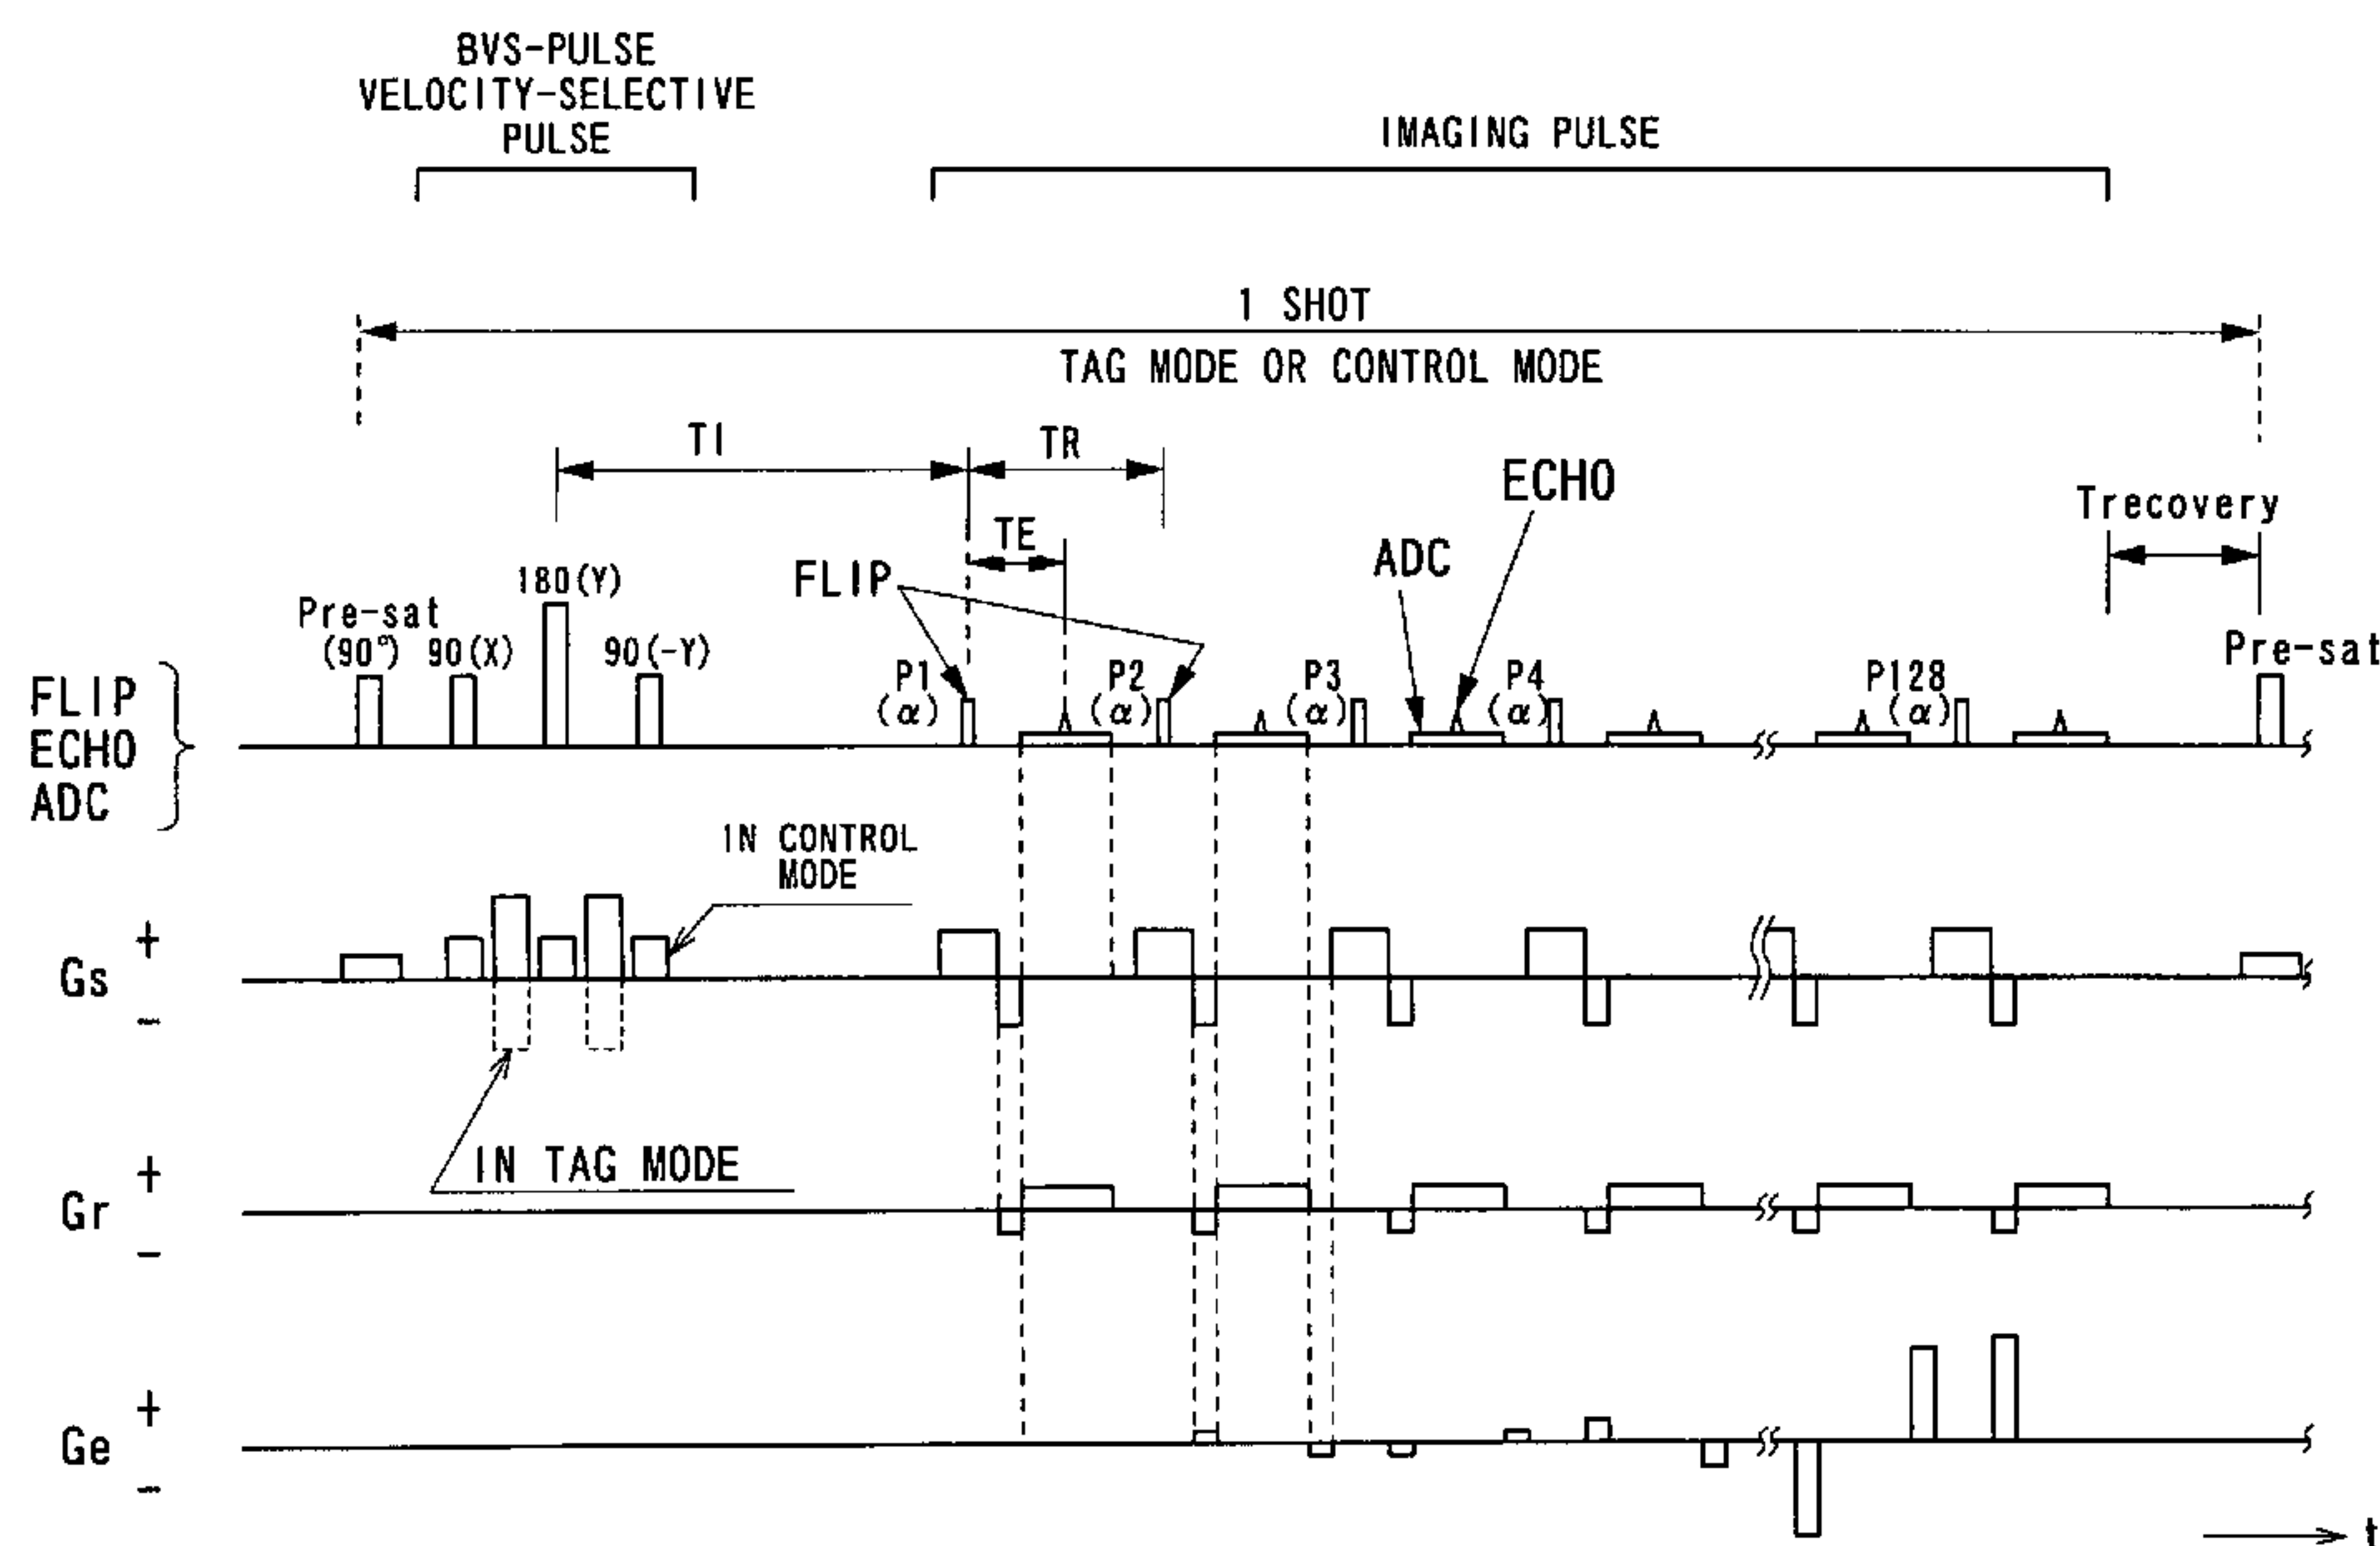 BVS-PULSE
VELOCITY-SELECTIVE
PULSE
IMAGING PULSE
1 SHOT
TAG MODE OR CONTROL MODE
TI
TR
TE
ECHO
ADC
FLIP
Trecovery
Pre-sat
(90°)
90(X)
180(Y)
90(-Y)
P1
(α)
P2
(α)
P3
(α)
P4
(α)
P128
(α)
Pre-sat
FLIP
ECHO
ADC
IN CONTROL
MODE
+
Gs
-
IN TAG MODE
+
Gr
-
+
Ge
-
t